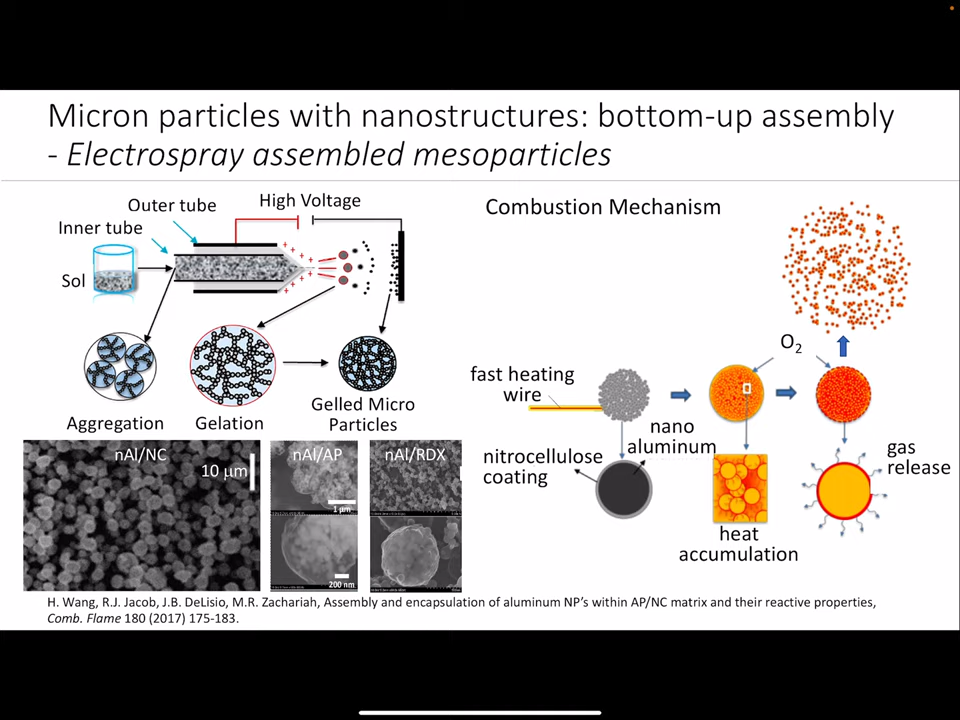 Micron particles with nanostructures: bottom-up assembly
- Electrospray assembled mesoparticles
Outer tube
High Voltage
Inner tube
Sol
Aggregation
Gelation
Gelled Micro
Particles
nAl/NC
10 μm
nAl/AP
1 μm
200 nm
nAl/RDX
Combustion Mechanism
O2
fast heating
wire
nano
aluminum
nitrocellulose
coating
gas
release
heat
accumulation
H. Wang, R.J. Jacob, J.B. DeLisio, M.R. Zachariah, Assembly and encapsulation of aluminum NP's within AP/NC matrix and their reactive properties,
Comb. Flame 180 (2017) 175-183.